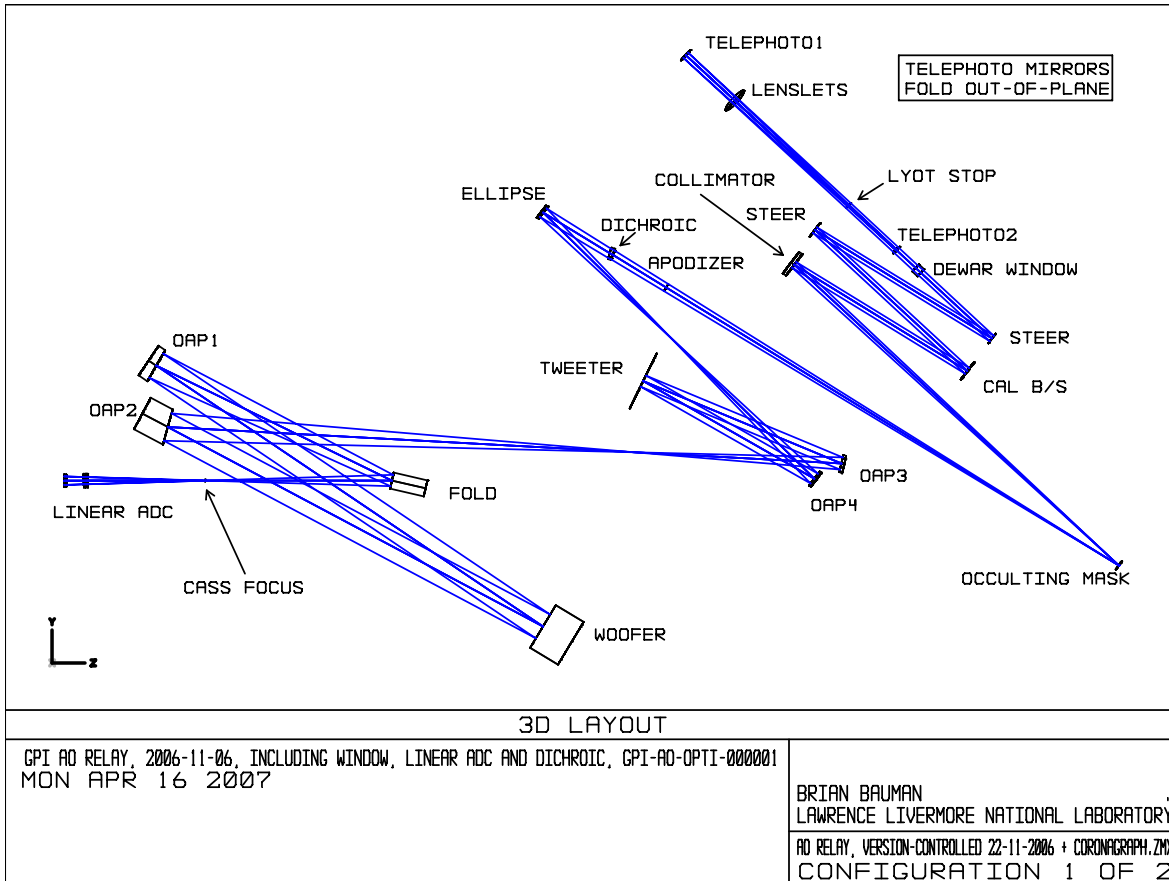 TELEPHOTO1
TELEPHOTO MIRRORS
FOLD OUT-OF-PLANE
LENSLETS
LYOT STOP
COLLIMATOR
ELLIPSE
STEER
DICHROIC
TELEPHOTO2
APODIZER
DEWAR WINDOW
OAP1
STEER
TWEETER
CAL B/S
OAP2
OAP3
FOLD
OAP4
LINEAR ADC
OCCULTING MASK
CASS FOCUS
WOOFER
Y
Z
3D LAYOUT
GPI AO RELAY, 2006-11-06, INCLUDING WINDOW, LINEAR ADC AND DICHROIC, GPI-AO-OPTI-000001
MON APR 16 2007
BRIAN BAUMAN
LAWRENCE LIVERMORE NATIONAL LABORATORY
AO RELAY, VERSION-CONTROLLED 22-11-2006 + CORONAGRAPH.ZMX
CONFIGURATION 1 OF 2